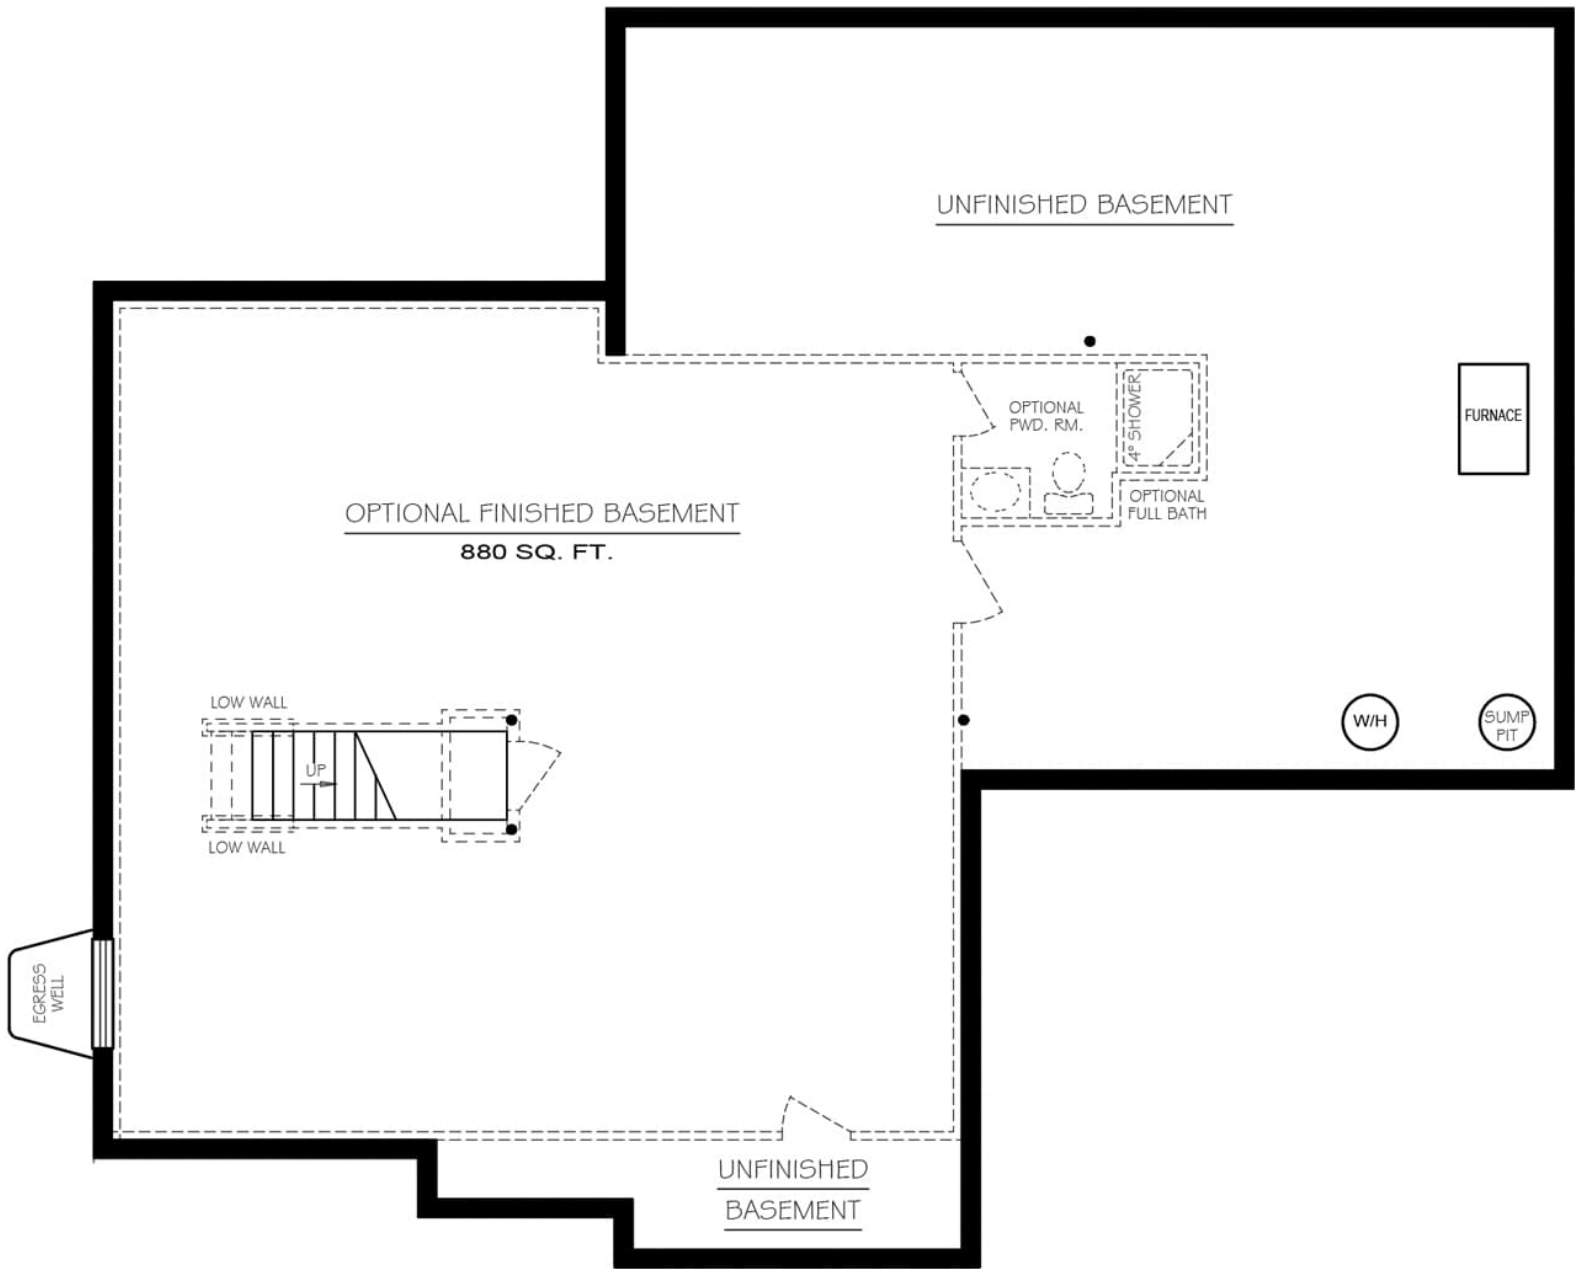 UNFINISHED BASEMENT
OPTIONAL
PWD. RM.
4° SHOWER
FURNACE
OPTIONAL
FULL BATH
OPTIONAL FINISHED BASEMENT
880 SQ. FT.
LOW WALL
UP
LOW WALL
W/H
SUMP
PIT
EGRESS
WELL
UNFINISHED
BASEMENT